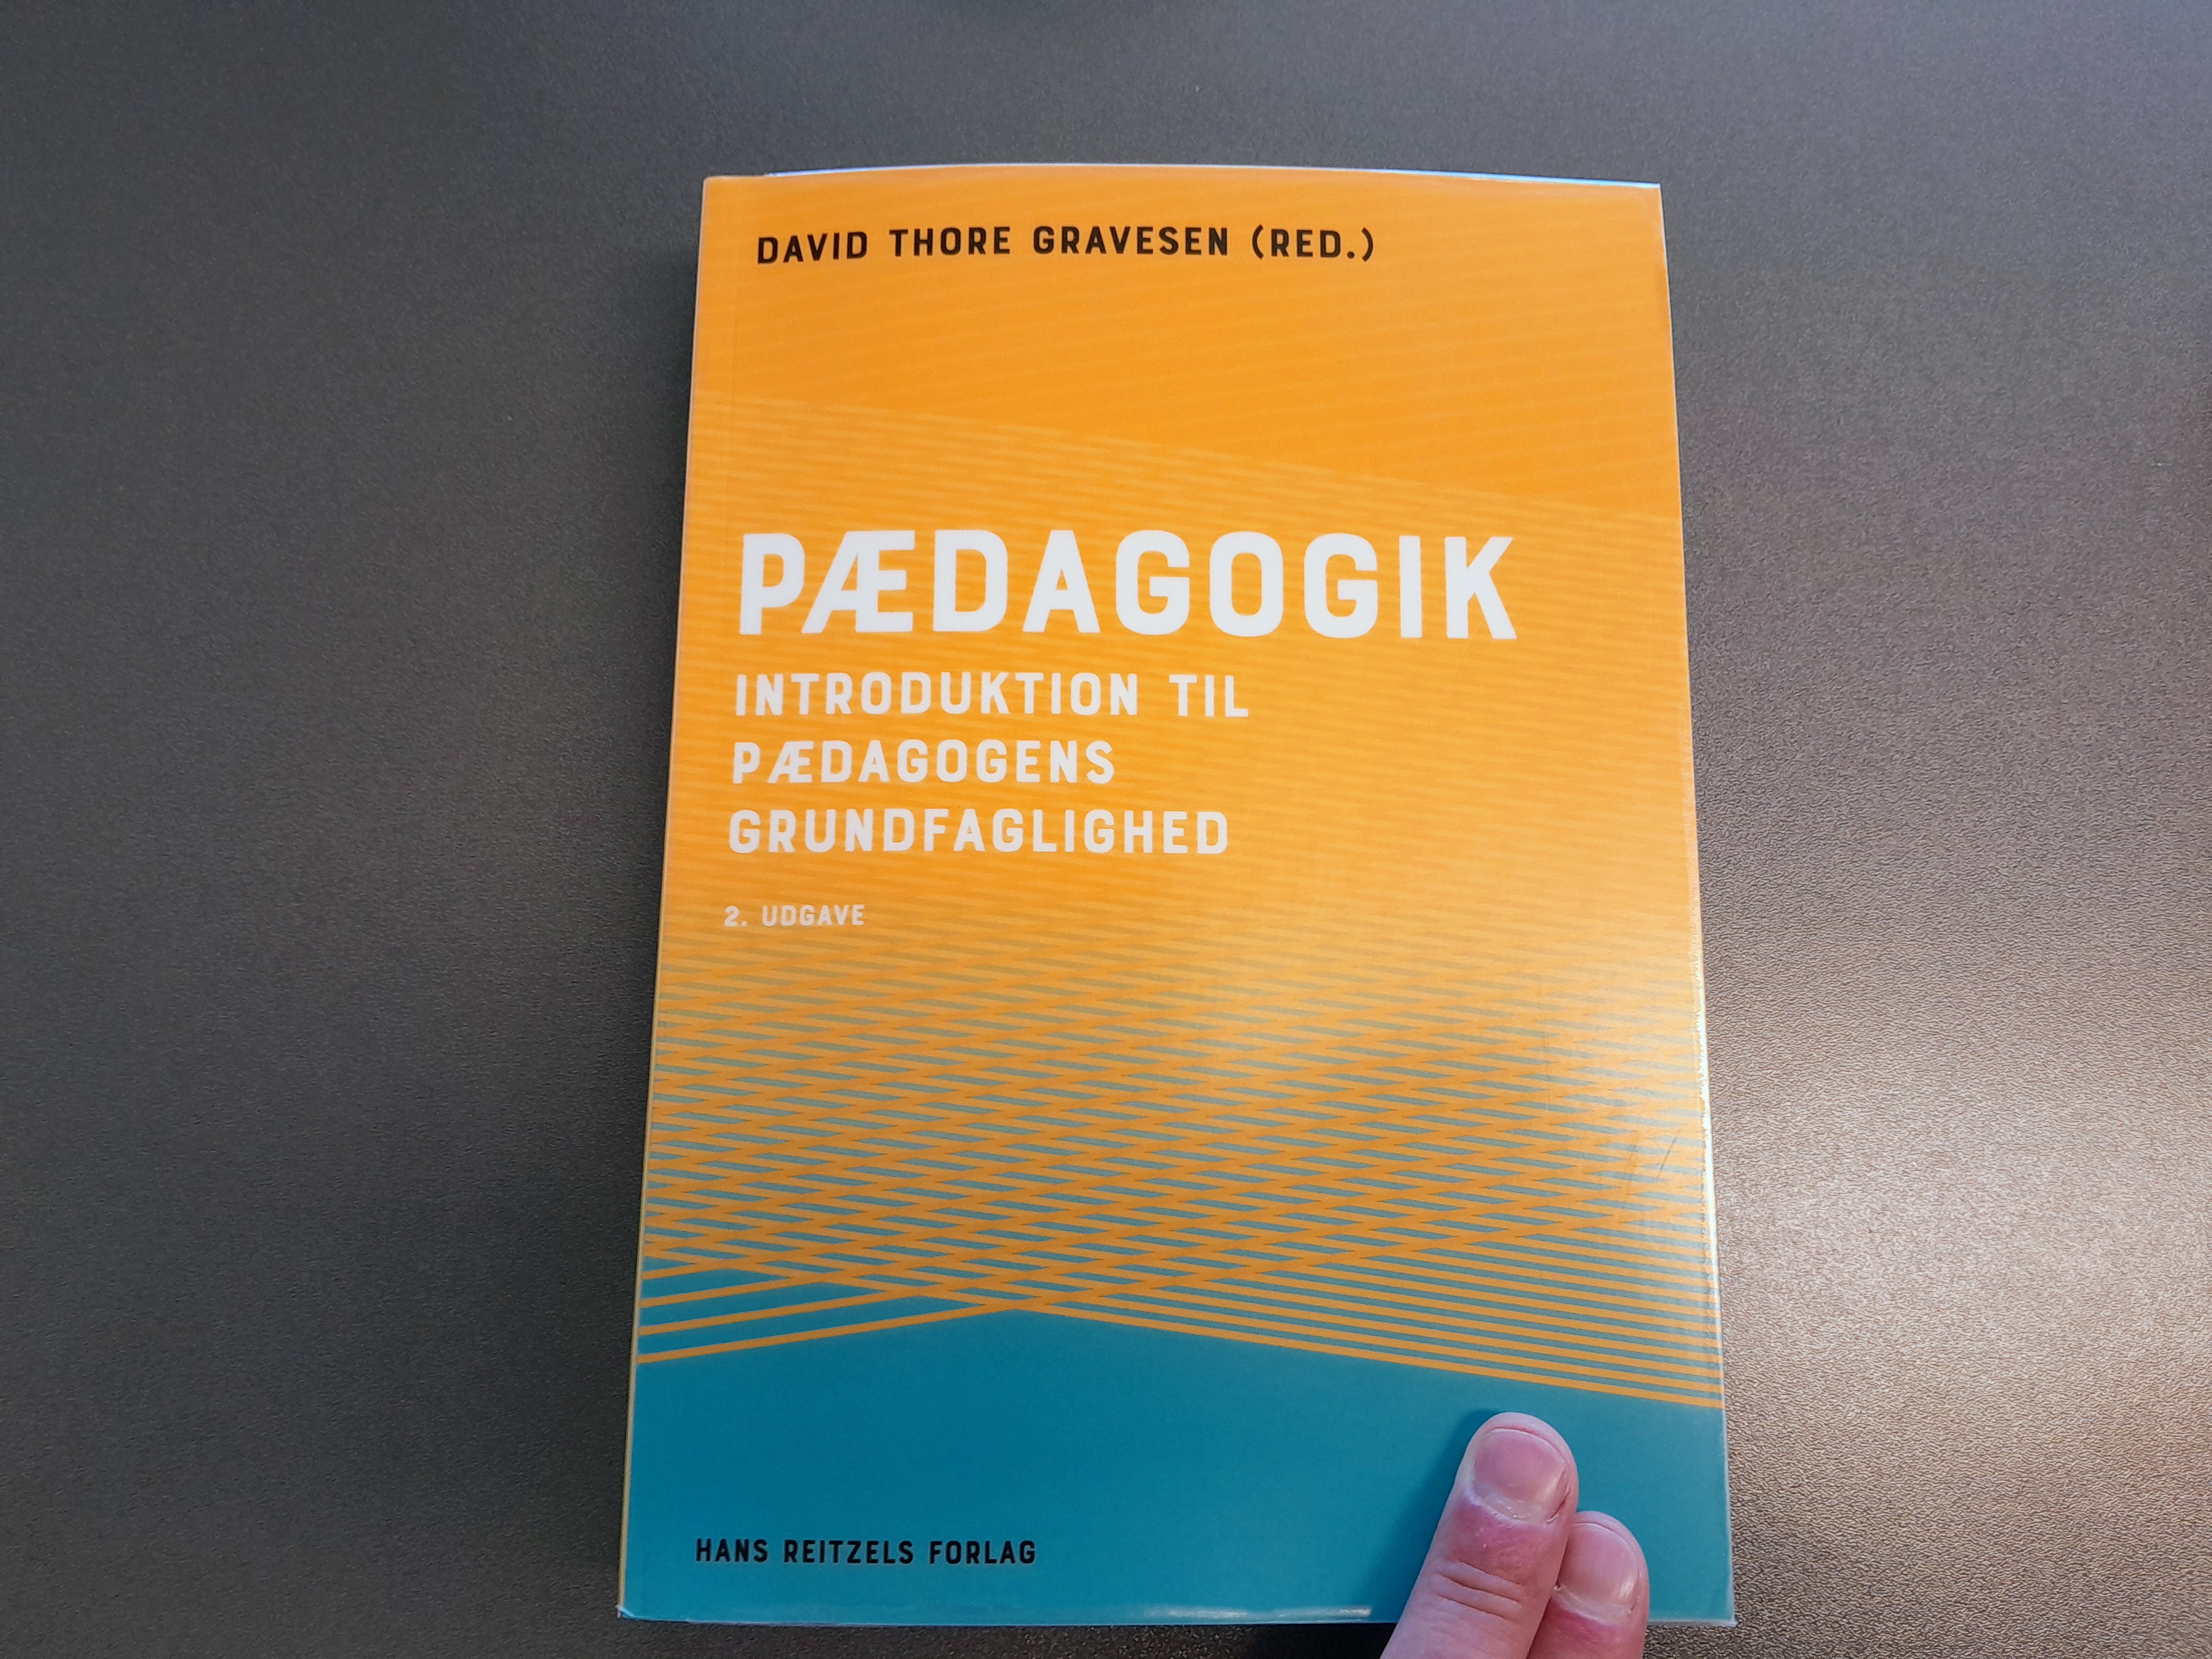 DAVID THORE GRAVESEN (RED.)
PÆDAGOGIK
INTRODUKTION TIL
PÆDAGOGENS
GRUNDFAGLIGHED
2. UDGAVE
HANS REITZELS FORLAG